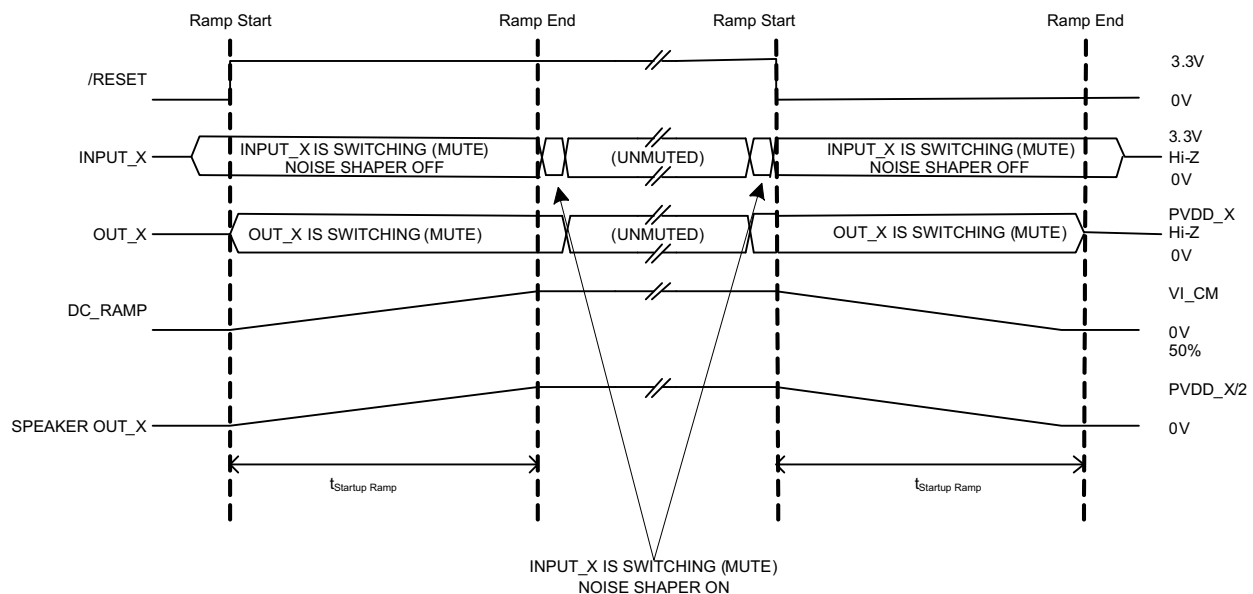 Ramp Start
Ramp End
Ramp Start
Ramp End
/RESET
3.3V
0V
INPUT_X
INPUT_X IS SWITCHING (MUTE)
NOISE SHAPER OFF
(UNMUTED)
INPUT_X IS SWITCHING (MUTE)
NOISE SHAPER OFF
3.3V
Hi-Z
0V
OUT_X
OUT_X IS SWITCHING (MUTE)
(UNMUTED)
OUT_X IS SWITCHING (MUTE)
PVDD_X
Hi-Z
0V
DC_RAMP
VI_CM
0V
50%
SPEAKER OUT_X
PVDD_X/2
0V
tStartup Ramp
tStartup Ramp
INPUT_X IS SWITCHING (MUTE)
NOISE SHAPER ON